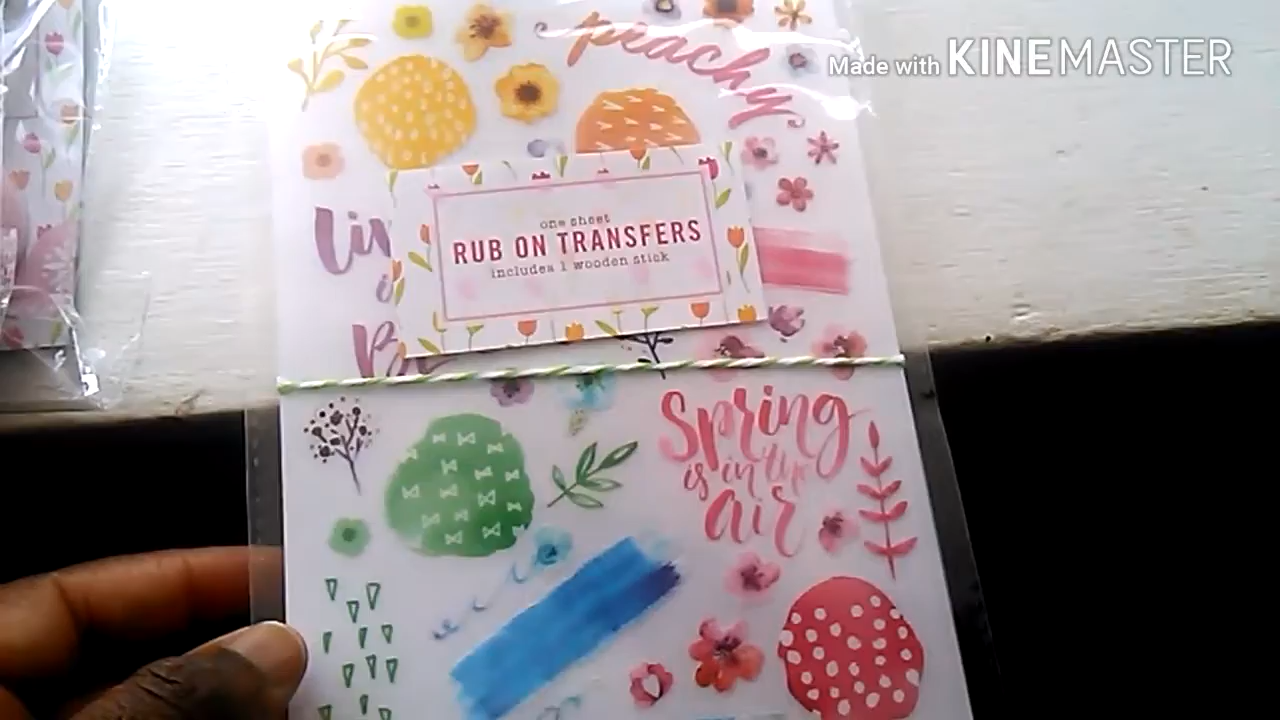 peachy
Made with KINEMASTER
one sheet
RUB ON TRANSFERS
includes 1 wooden stick
Spring
is in the
air